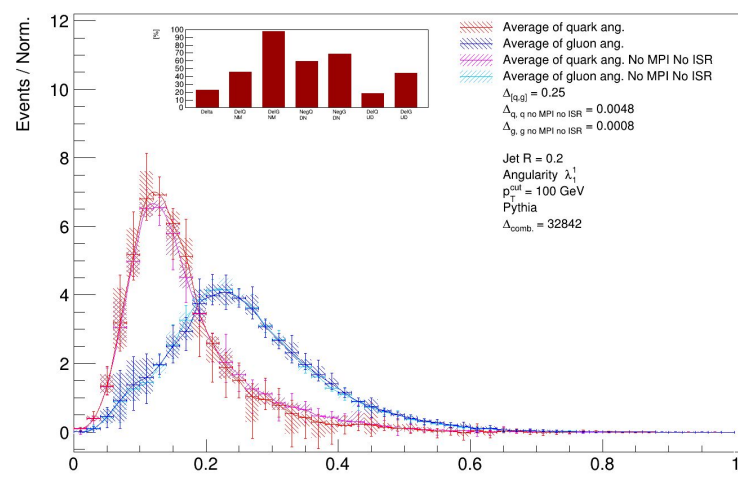 12
10
8
6
4
2
0
Events / Norm.
[%]
100
90
80
70
60
50
40
30
20
10
0
Delta
DelQ
NM
DelG
NM
NegQ
DN
NegG
DN
DelQ
UD
DelG
UD
Average of quark ang.
Average of gluon ang.
Average of quark ang. No MPI No ISR
Average of gluon ang. No MPI No ISR
Δ[q,g] = 0.25
Δq, q no MPI no ISR = 0.0048
Δg, g no MPI no ISR = 0.0008
Jet R = 0.2
Angularity λ¹₁
pTcut = 100 GeV
Pythia
Δcomb. = 32842
0 0.2 0.4 0.6 0.8 1